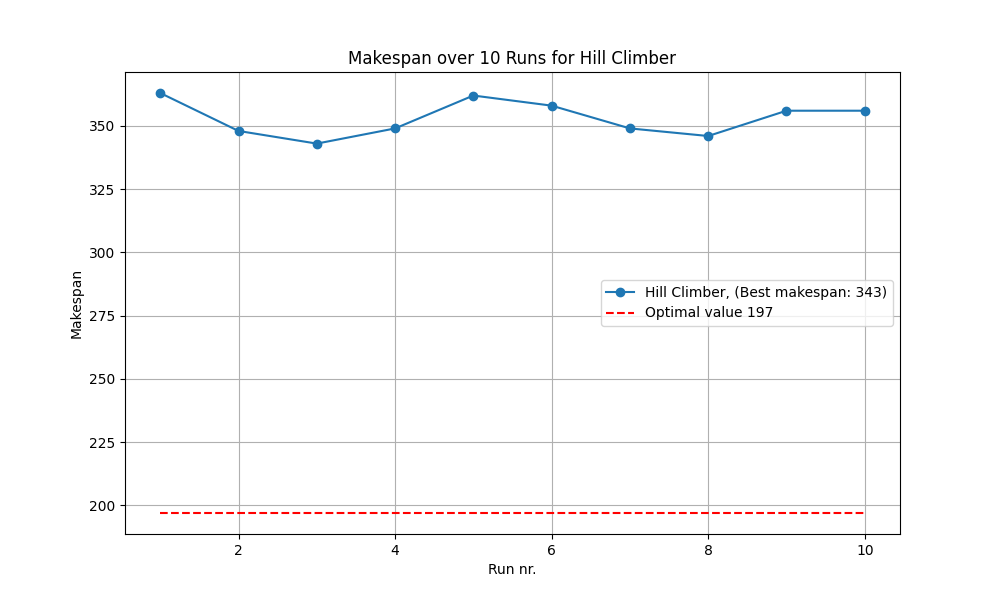 Makespan over 10 Runs for Hill Climber
Makespan
350
325
300
275
250
225
200
Hill Climber, (Best makespan: 343)
Optimal value 197
2
4
6
8
10
Run nr.